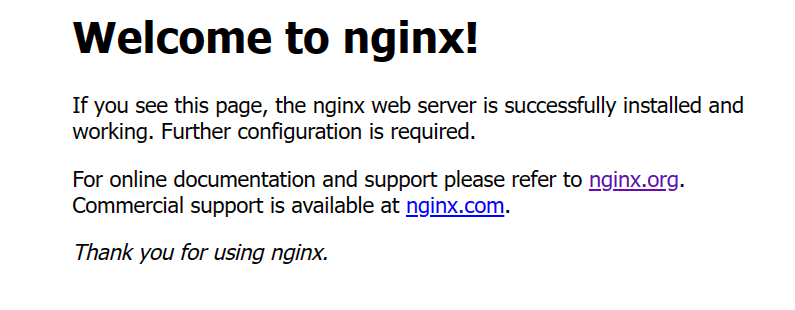 Welcome to nginx!
If you see this page, the nginx web server is successfully installed and
working. Further configuration is required.
For online documentation and support please refer to nginx.org.
Commercial support is available at nginx.com.
Thank you for using nginx.